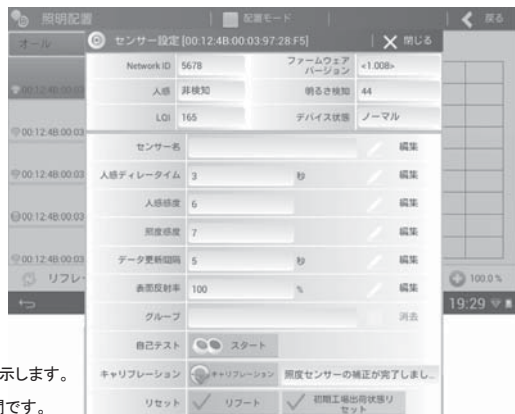 照明配置
配置モード
戻る
オール
センサー設定 [00:12:4B:00:03:97:28:F5]
閉じる
Network ID 5678
ファームウェアバージョン <1.008>
人感 非検知
明るさ検知 44
LQI 165
デバイス状態 ノーマル
センサー名 編集
人感ディレータイム 3 秒 編集
人感感度 6 編集
照度感度 7 編集
データ更新間隔 5 秒 編集
表面反射率 100 % 編集
グループ 消去
自己テスト スタート
キャリブレーション キャリブレーション 照度センサーの補正が完了しまし...
リセット リブート 初期工場出荷状態リセット
00:12:4B:00:03
00:12:4B:00:03
00:12:4B:00:03
00:12:4B:00:03
00:12:4B:00:03
リフレ
100.0 %
19:29
示します。
間です。